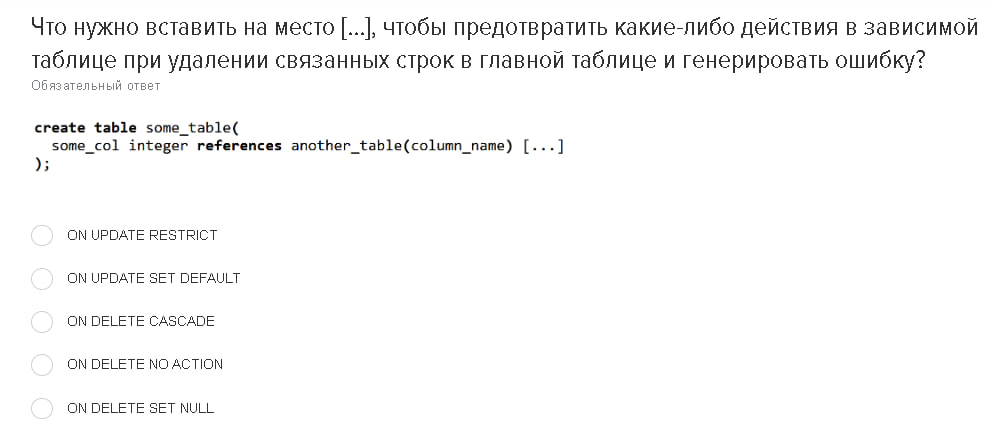 Что нужно вставить на место [...], чтобы предотвратить какие-либо действия в зависимой
таблице при удалении связанных строк в главной таблице и генерировать ошибку?
Обязательный ответ
create table some_table(
some_col integer references another_table(column_name) [...]
);
ON UPDATE RESTRICT
ON UPDATE SET DEFAULT
ON DELETE CASCADE
ON DELETE NO ACTION
ON DELETE SET NULL